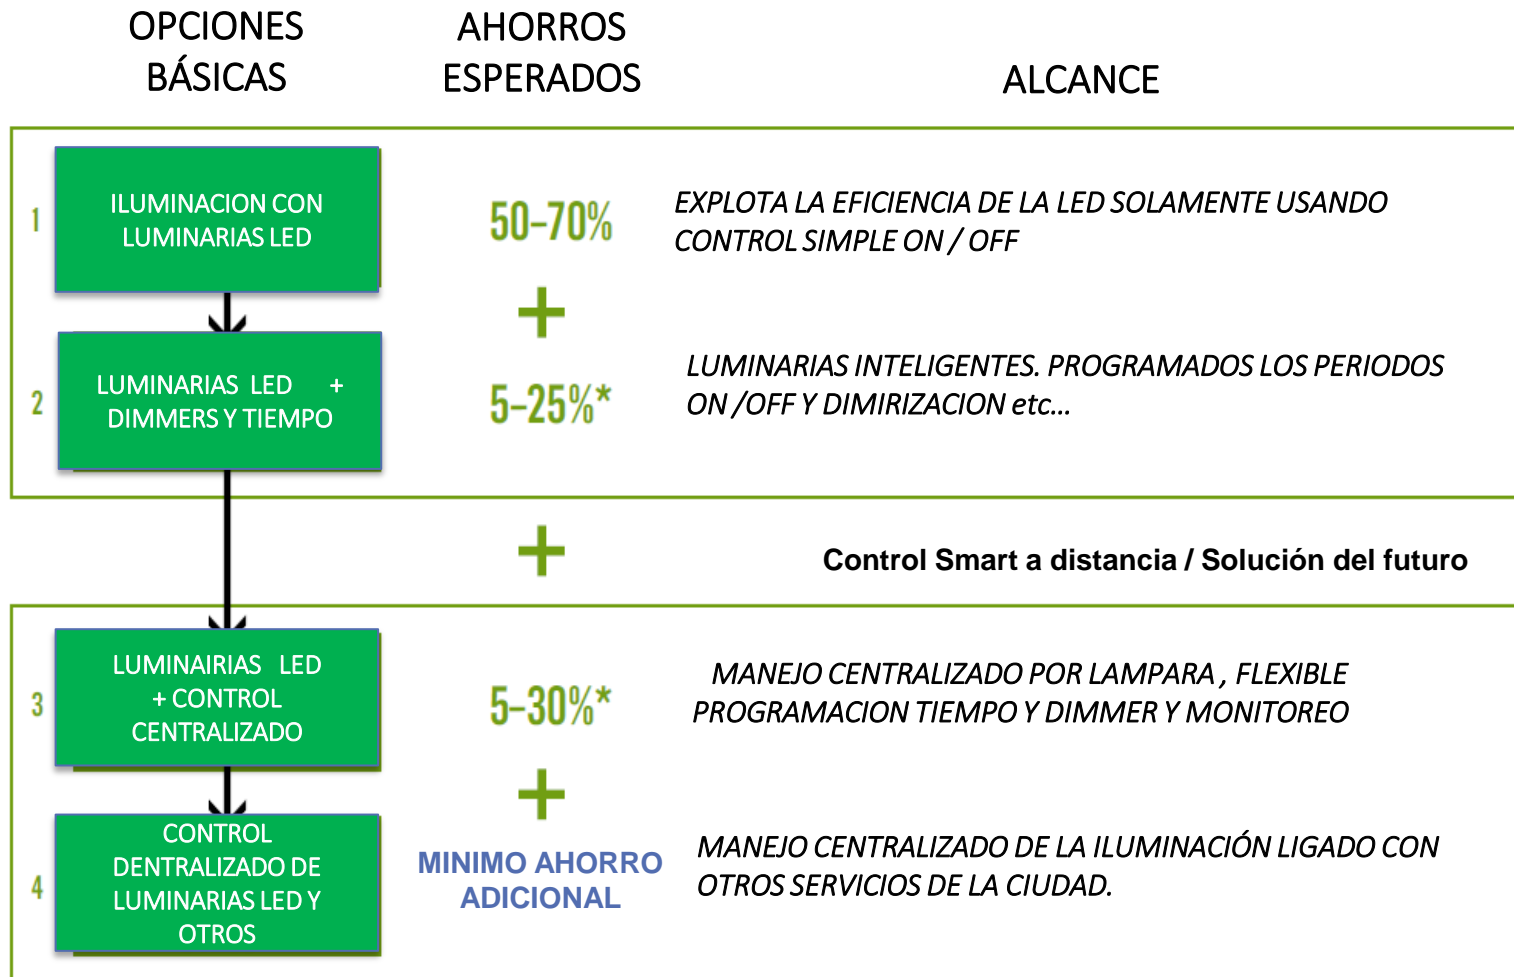 OPCIONES
BÁSICAS
AHORROS
ESPERADOS
ALCANCE
1
ILUMINACION CON
LUMINARIAS LED
50–70%
EXPLOTA LA EFICIENCIA DE LA LED SOLAMENTE USANDO
CONTROL SIMPLE ON / OFF
+
2
LUMINARIAS LED +
DIMMERS Y TIEMPO
5–25%*
LUMINARIAS INTELIGENTES. PROGRAMADOS LOS PERIODOS
ON /OFF Y DIMIRIZACION etc...
+
Control Smart a distancia / Solución del futuro
3
LUMINAIRIAS LED
+ CONTROL
CENTRALIZADO
5–30%*
MANEJO CENTRALIZADO POR LAMPARA , FLEXIBLE
PROGRAMACION TIEMPO Y DIMMER Y MONITOREO
+
4
CONTROL
DENTRALIZADO DE
LUMINARIAS LED Y
OTROS
MINIMO AHORRO
ADICIONAL
MANEJO CENTRALIZADO DE LA ILUMINACIÓN LIGADO CON
OTROS SERVICIOS DE LA CIUDAD.